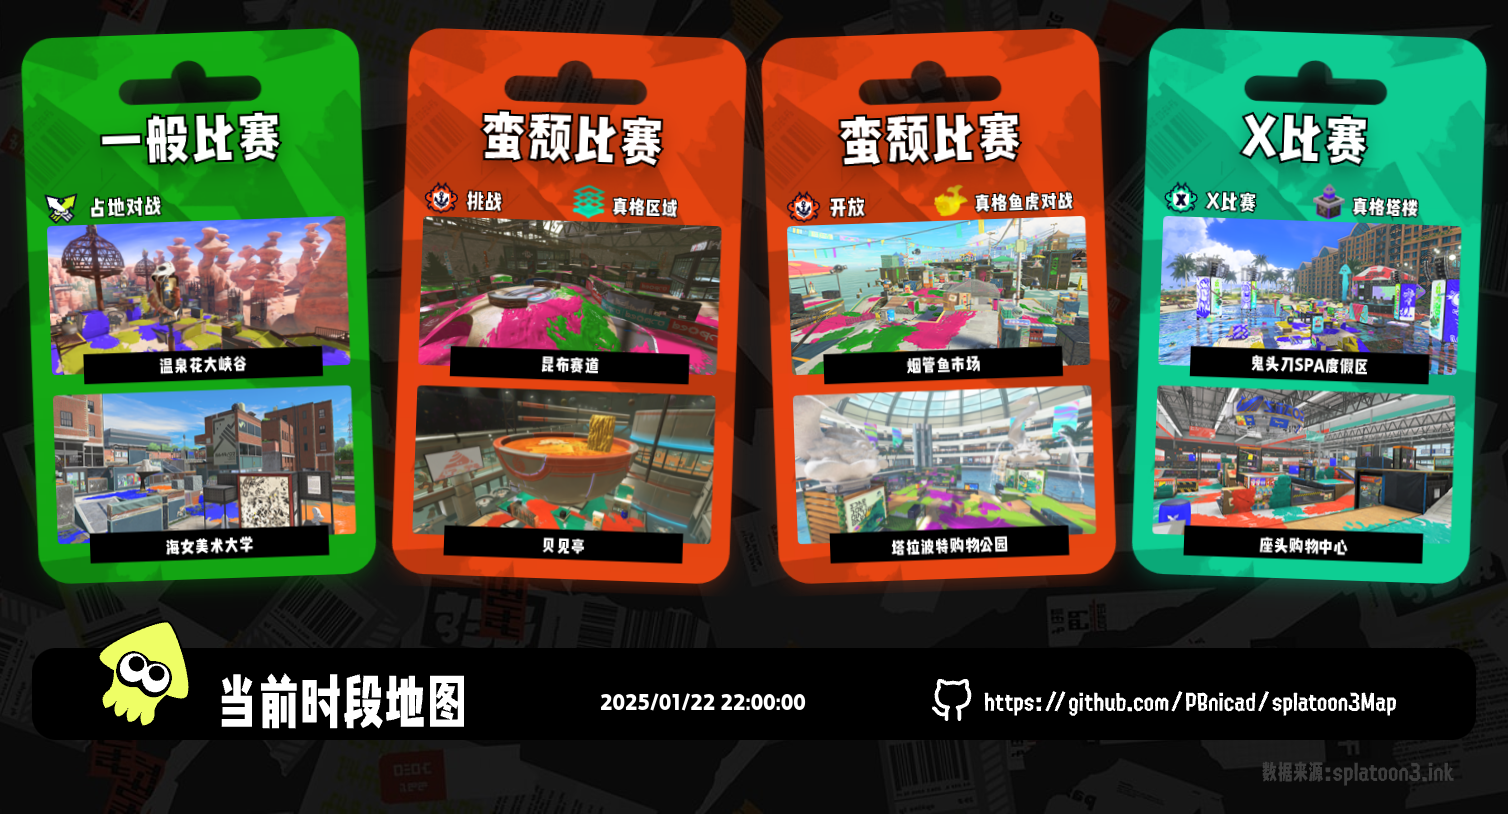 一般比赛
占地对战
温泉花大峡谷
海女美术大学
蛮颓比赛
挑战
真格区域
昆布赛道
贝见亭
蛮颓比赛
开放
真格鱼虎对战
烟管鱼市场
塔拉波特购物公园
X比赛
X比赛
真格塔楼
鬼头刀SPA度假区
座头购物中心
当前时段地图
2025/01/22 22:00:00
https://github.com/PBnicad/splatoon3Map
数据来源:splatoon3.ink